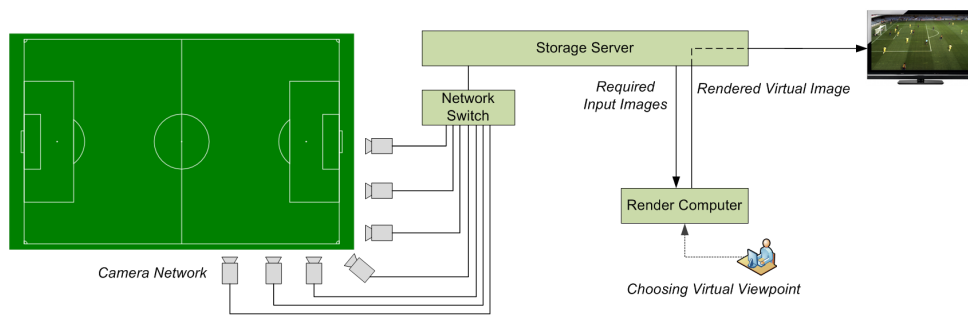 Storage Server
Network
Switch
Required
Input Images
Rendered Virtual Image
Render Computer
Camera Network
Choosing Virtual Viewpoint